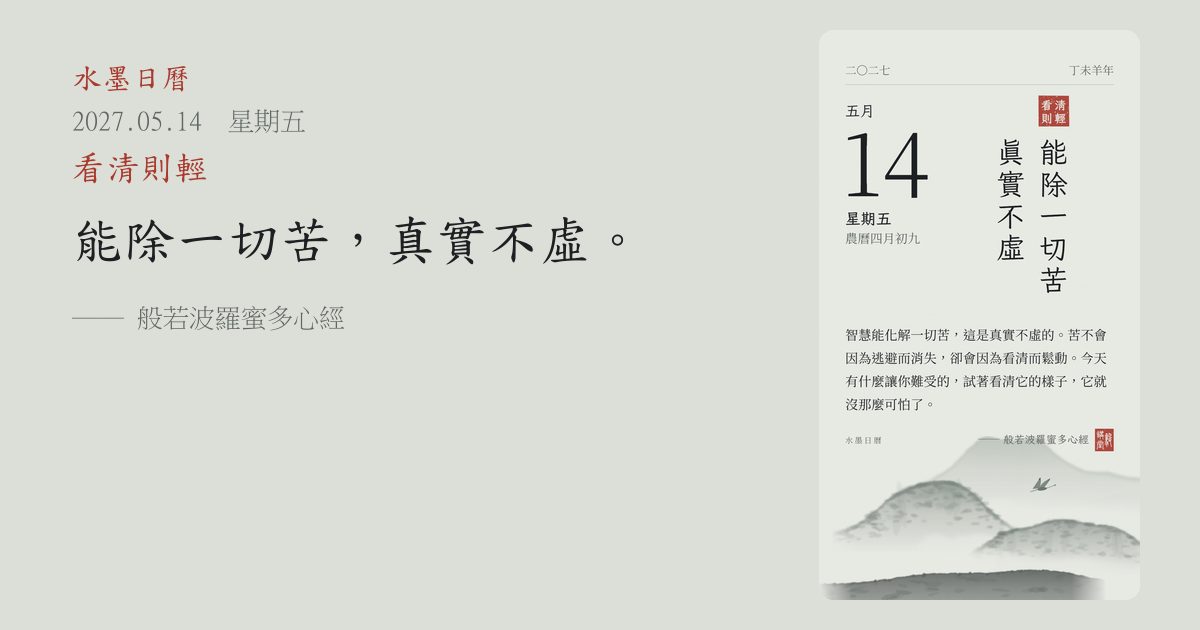 水墨日曆
2027.05.14 星期五
看清則輕
能除一切苦，真實不虛。
── 般若波羅蜜多心經
二〇二七
丁未羊年
五月
14
星期五
農曆四月初九
看清則輕
能除一切苦
真實不虛
智慧能化解一切苦，這是真實不虛的。苦不會
因為逃避而消失，卻會因為看清而鬆動。今天
有什麼讓你難受的，試著看清它的樣子，它就
沒那麼可怕了。
水墨日曆
── 般若波羅蜜多心經